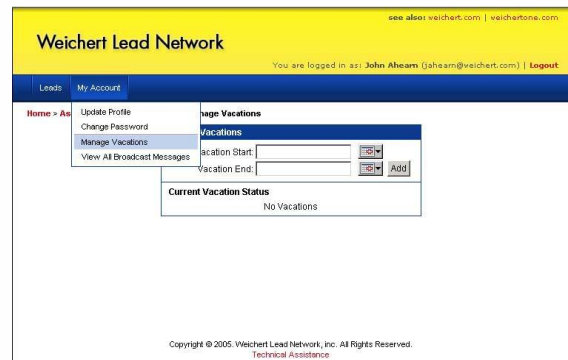 see also: weichert.com | weichertone.com
Weichert Lead Network
You are logged in as: John Ahearn (jahearn@weichert.com) | Logout
Leads My Account
Home > As
nage Vacations
Update Profile
Change Password
Manage Vacations
View All Broadcast Messages
Vacations
acation Start:
Vacation End: Add
Current Vacation Status
No Vacations
Copyright © 2005. Weichert Lead Network, inc. All Rights Reserved.
Technical Assistance